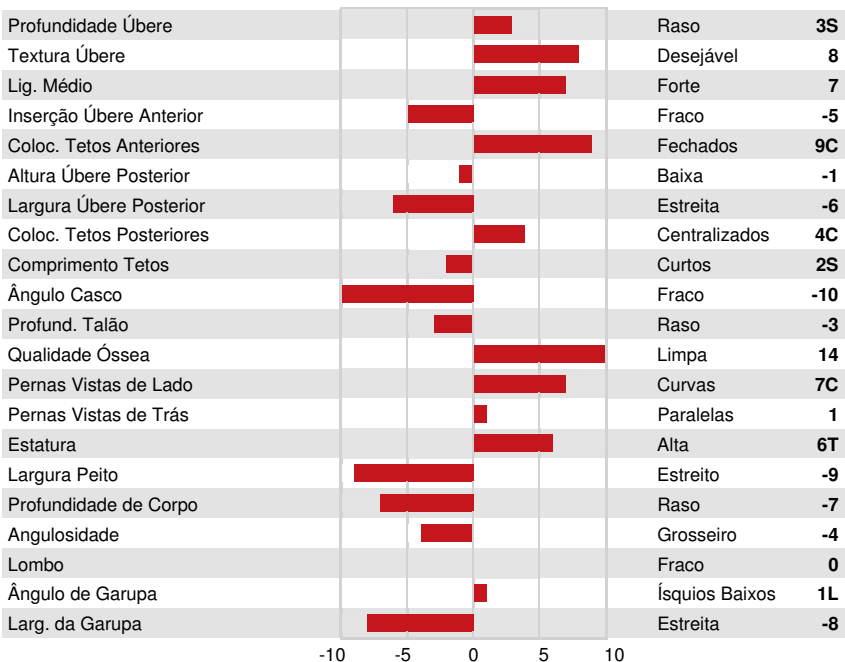 Profundidade Úbere Raso 3S
Textura Úbere Desejável 8
Lig. Médio Forte 7
Inserção Úbere Anterior Fraco -5
Coloc. Tetos Anteriores Fechados 9C
Altura Úbere Posterior Baixa -1
Largura Úbere Posterior Estreita -6
Coloc. Tetos Posteriores Centralizados 4C
Comprimento Tetos Curtos 2S
Ângulo Casco Fraco -10
Profund. Talão Raso -3
Qualidade Óssea Limpa 14
Pernas Vistas de Lado Curvas 7C
Pernas Vistas de Trás Paralelas 1
Estatura Alta 6T
Largura Peito Estreito -9
Profundidade de Corpo Raso -7
Angulosidade Grosseiro -4
Lombo Fraco 0
Ângulo de Garupa Ísquios Baixos 1L
Larg. da Garupa Estreita -8
-10 -5 0 5 10